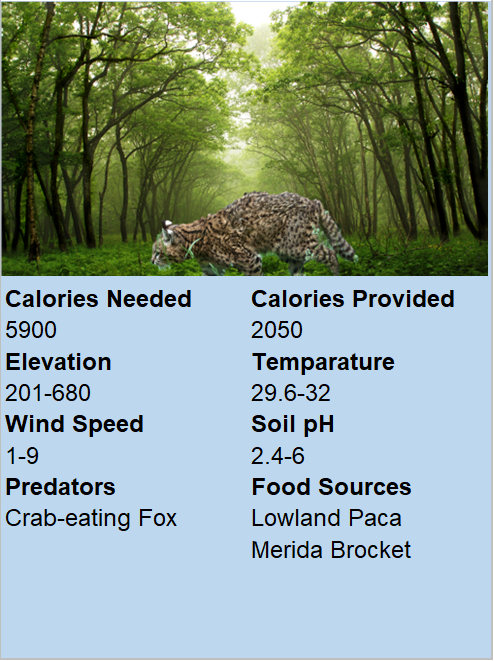 Calories Needed
5900
Elevation
201-680
Wind Speed
1-9
Predators
Crab-eating Fox
Calories Provided
2050
Temparature
29.6-32
Soil pH
2.4-6
Food Sources
Lowland Paca
Merida Brocket